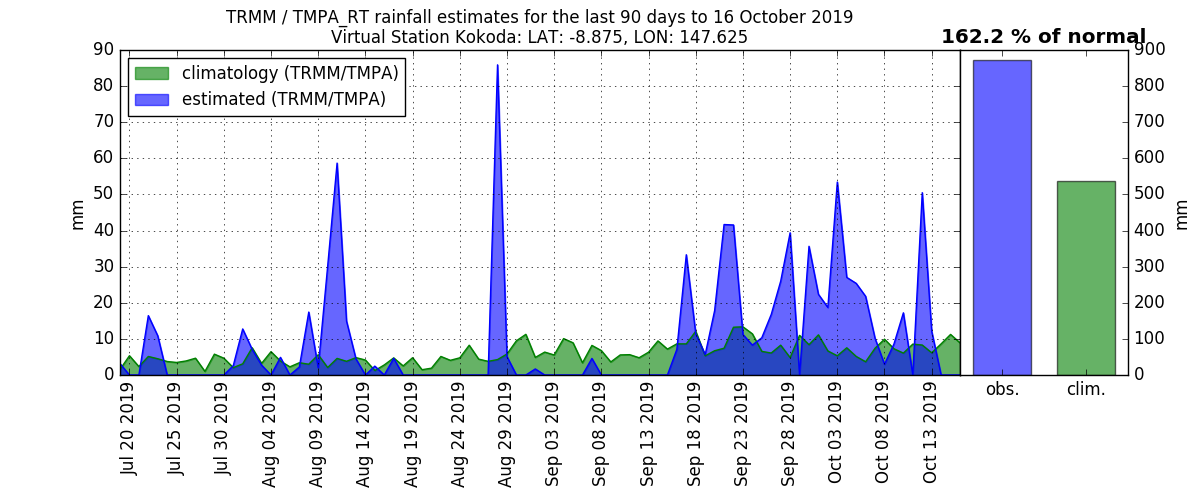 TRMM / TMPA_RT rainfall estimates for the last 90 days to 16 October 2019
Virtual Station Kokoda: LAT: -8.875, LON: 147.625
162.2 % of normal
climatology (TRMM/TMPA)
estimated (TRMM/TMPA)
90
80
70
60
50
40
30
20
10
0
mm
900
800
700
600
500
400
300
200
100
0
mm
Jul 20 2019
Jul 25 2019
Jul 30 2019
Aug 04 2019
Aug 09 2019
Aug 14 2019
Aug 19 2019
Aug 24 2019
Aug 29 2019
Sep 03 2019
Sep 08 2019
Sep 13 2019
Sep 18 2019
Sep 23 2019
Sep 28 2019
Oct 03 2019
Oct 08 2019
Oct 13 2019
obs.
clim.